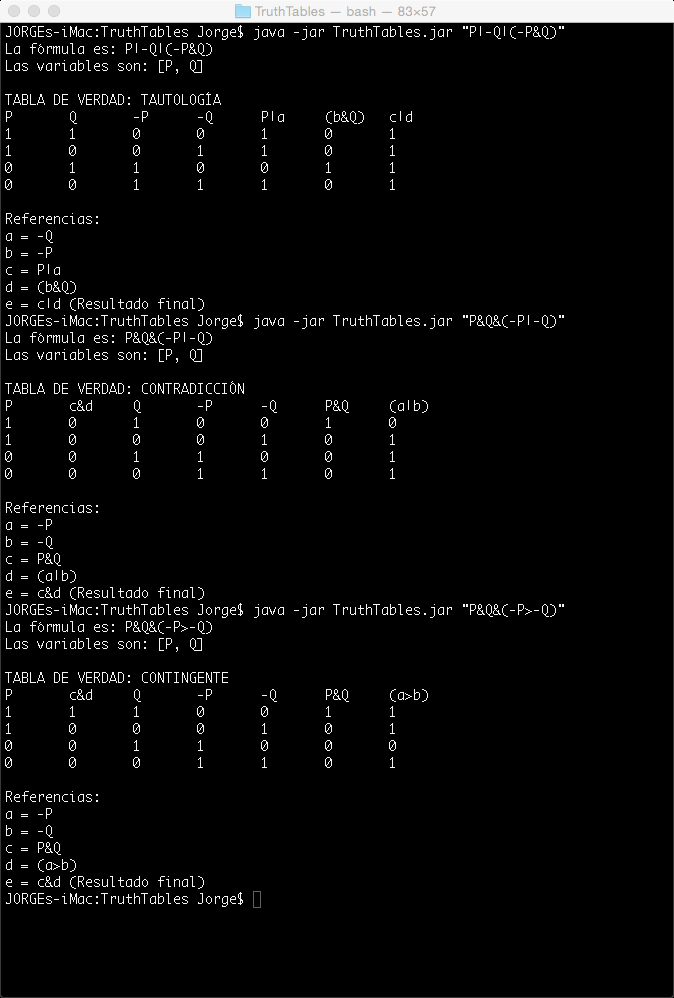 TruthTables — bash — 83×57
JORGEs-iMac:TruthTables Jorge$ java -jar TruthTables.jar "P|-Q|(-P&Q)"
La fórmula es: P|-Q|(-P&Q)
Las variables son: [P, Q]
TABLA DE VERDAD: TAUTOLOGÍA
P Q -P -Q P|a (b&Q) c|d
1 1 0 0 1 0 1
1 0 0 1 1 0 1
0 1 1 0 0 1 1
0 0 1 1 1 0 1
Referencias:
a = -Q
b = -P
c = P|a
d = (b&Q)
e = c|d (Resultado final)
JORGEs-iMac:TruthTables Jorge$ java -jar TruthTables.jar "P&Q&(-P|-Q)"
La fórmula es: P&Q&(-P|-Q)
Las variables son: [P, Q]
TABLA DE VERDAD: CONTRADICCIÓN
P c&d Q -P -Q P&Q (a|b)
1 0 1 0 0 1 0
1 0 0 0 1 0 1
0 0 1 1 0 0 1
0 0 0 1 1 0 1
Referencias:
a = -P
b = -Q
c = P&Q
d = (a|b)
e = c&d (Resultado final)
JORGEs-iMac:TruthTables Jorge$ java -jar TruthTables.jar "P&Q&(-P>-Q)"
La fórmula es: P&Q&(-P>-Q)
Las variables son: [P, Q]
TABLA DE VERDAD: CONTINGENTE
P c&d Q -P -Q P&Q (a>b)
1 1 1 0 0 1 1
1 0 0 0 1 0 1
0 0 1 1 0 0 0
0 0 0 1 1 0 1
Referencias:
a = -P
b = -Q
c = P&Q
d = (a>b)
e = c&d (Resultado final)
JORGEs-iMac:TruthTables Jorge$